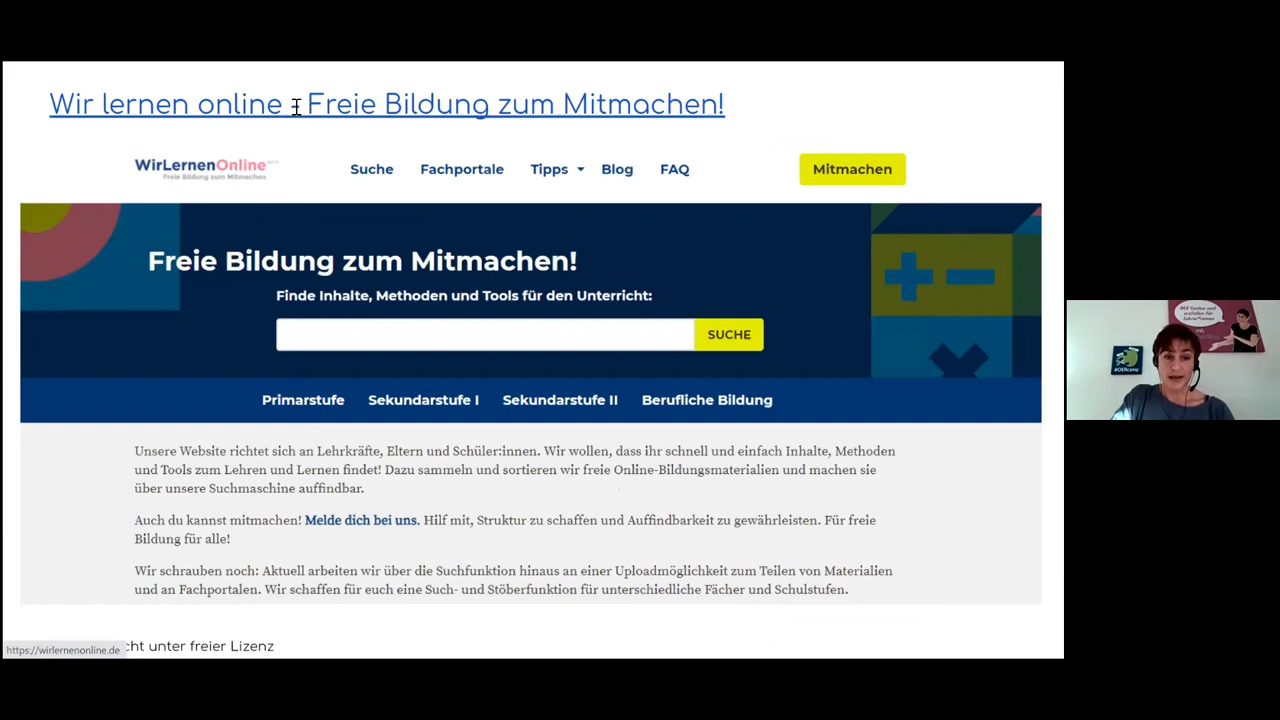 Wir lernen online - Freie Bildung zum Mitmachen!
WirLernenOnline
Freie Bildung zum Mitmachen
Suche Fachportale Tipps Blog FAQ Mitmachen
Freie Bildung zum Mitmachen!
Finde Inhalte, Methoden und Tools für den Unterricht:
SUCHE
Primarstufe Sekundarstufe I Sekundarstufe II Berufliche Bildung
Unsere Website richtet sich an Lehrkräfte, Eltern und Schüler:innen. Wir wollen, dass ihr schnell und einfach Inhalte, Methoden
und Tools zum Lehren und Lernen findet! Dazu sammeln und sortieren wir freie Online-Bildungsmaterialien und machen sie
über unsere Suchmaschine auffindbar.
Auch du kannst mitmachen! Melde dich bei uns. Hilf mit, Struktur zu schaffen und Auffindbarkeit zu gewährleisten. Für freie
Bildung für alle!
Wir schrauben noch: Aktuell arbeiten wir über die Suchfunktion hinaus an einer Uploadmöglichkeit zum Teilen von Materialien
und an Fachportalen. Wir schaffen für euch eine Such- und Stöberfunktion für unterschiedliche Fächer und Schulstufen.
cht unter freier Lizenz
https://wirlernenonline.de
#OERcamp